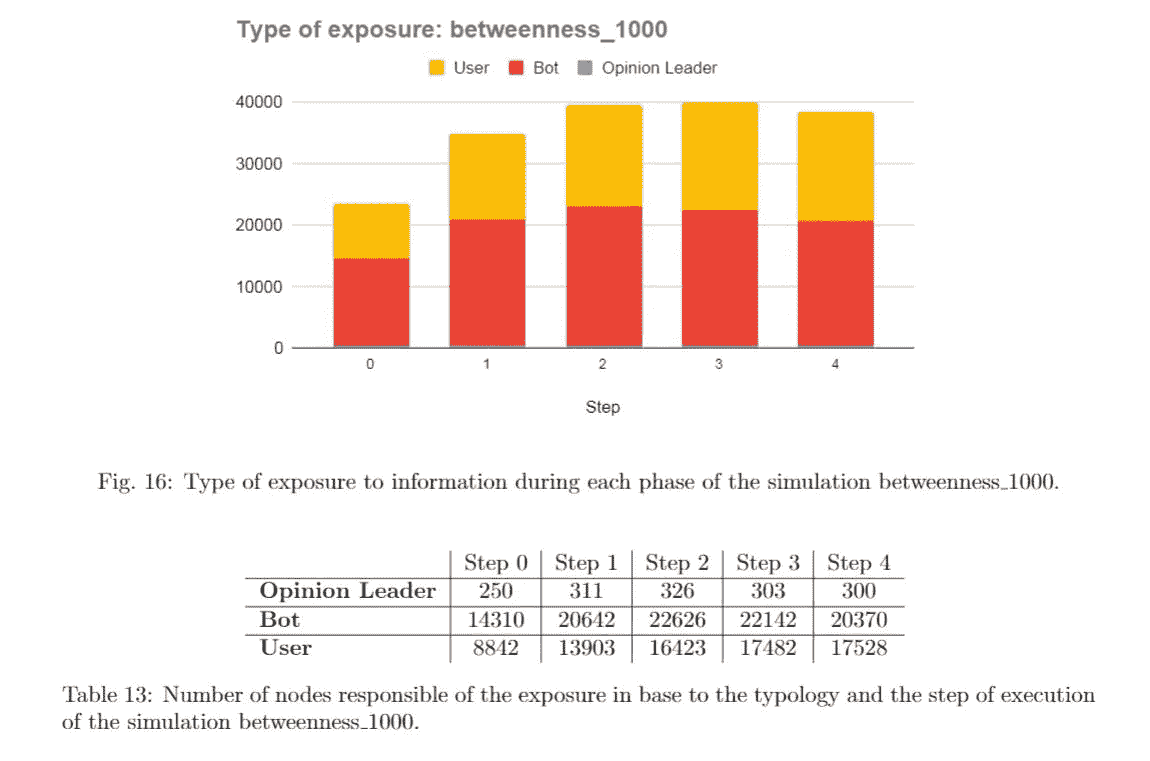 Type of exposure: betweenness_1000
User Bot Opinion Leader
40000
30000
20000
10000
0
0 1 2 3 4
Step
Fig. 16: Type of exposure to information during each phase of the simulation betweenness_1000.
Step 0 Step 1 Step 2 Step 3 Step 4
Opinion Leader 250 311 326 303 300
Bot 14310 20642 22626 22142 20370
User 8842 13903 16423 17482 17528
Table 13: Number of nodes responsible of the exposure in base to the typology and the step of execution
of the simulation betweenness_1000.